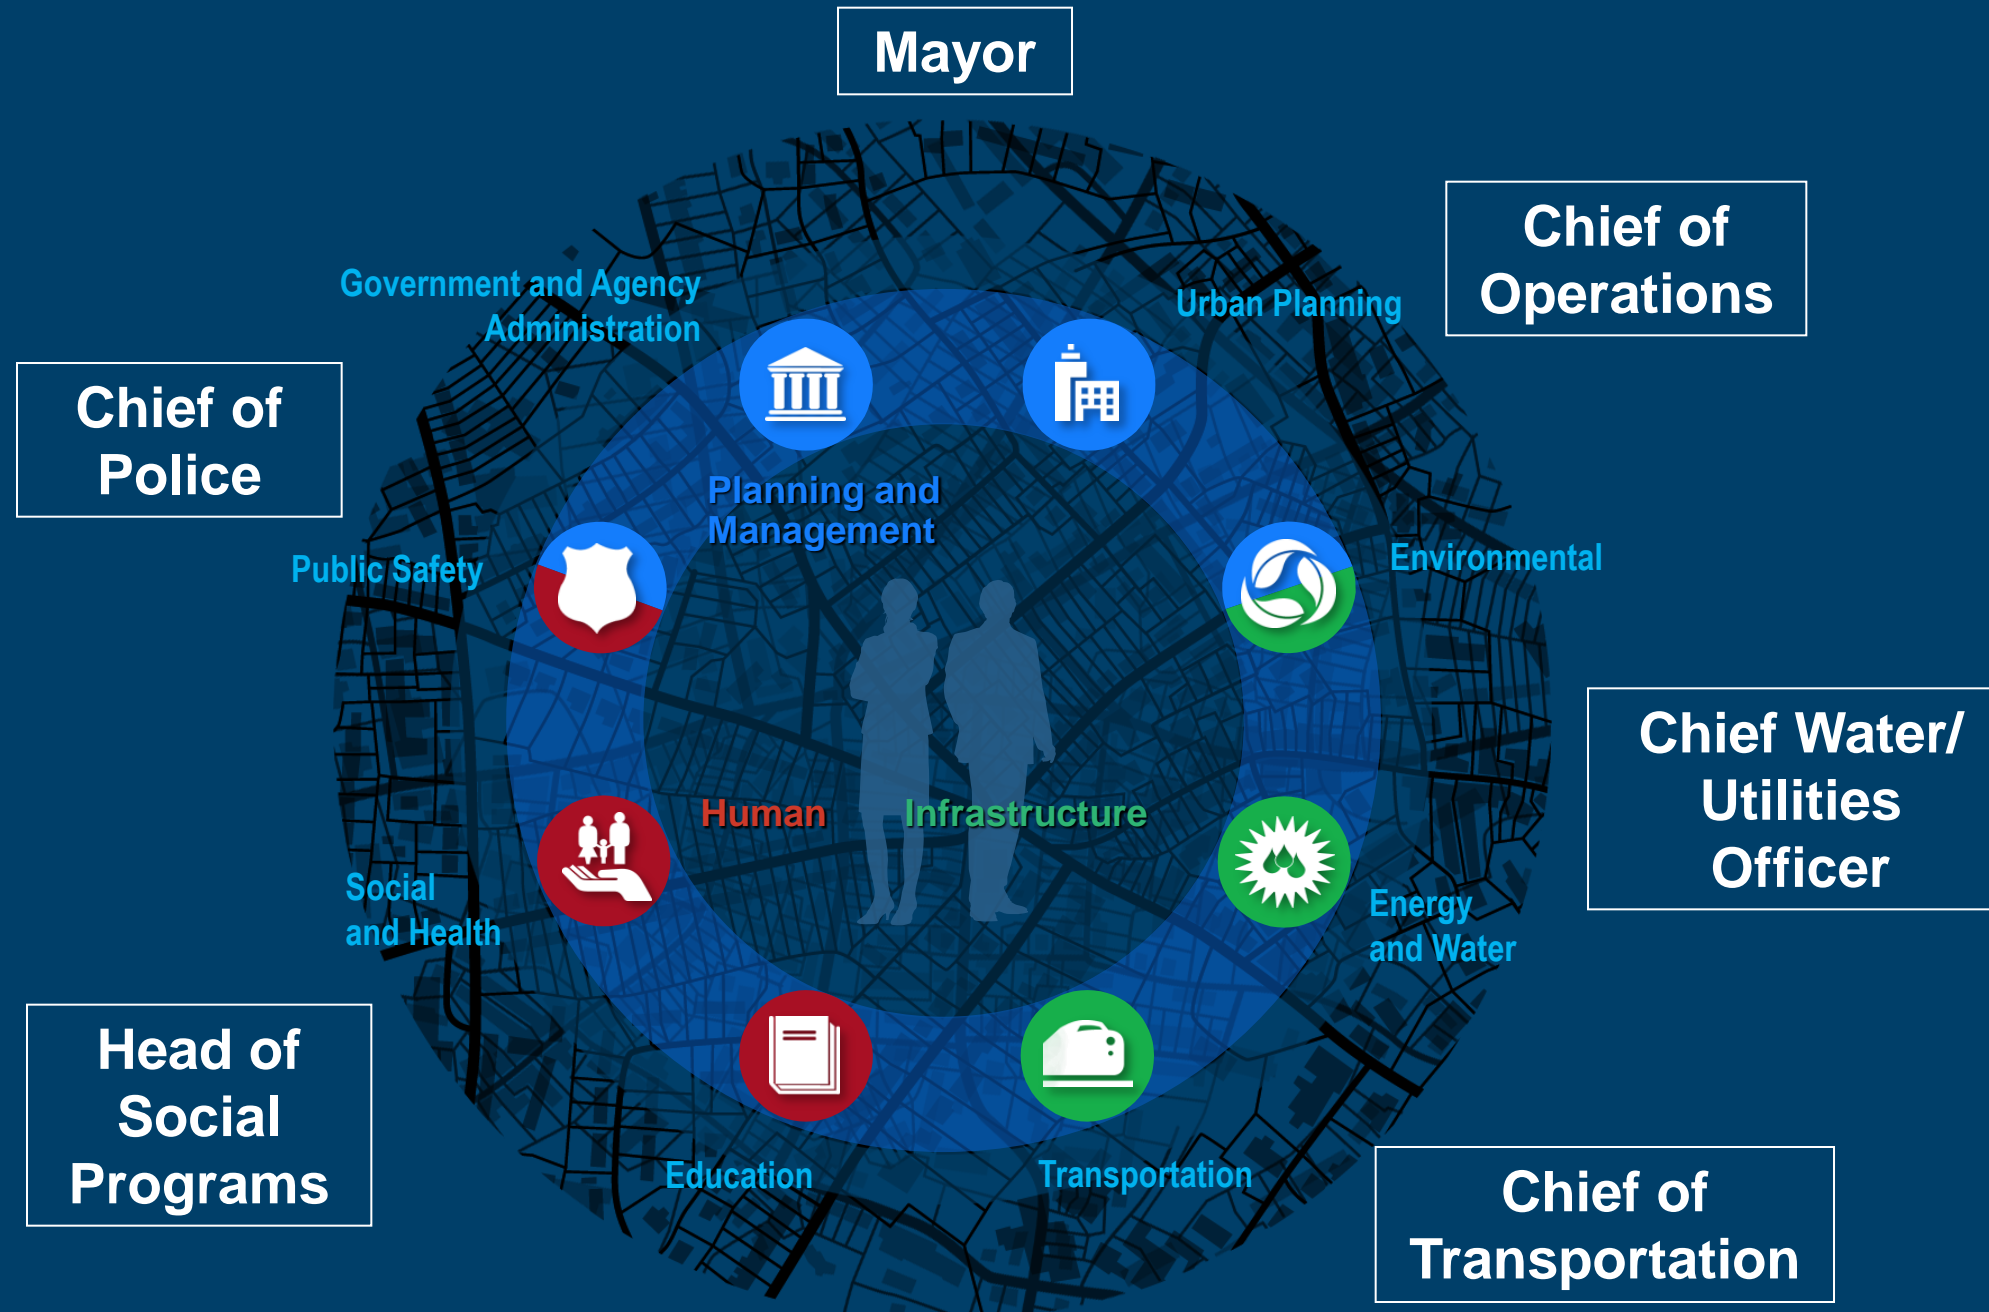 Mayor
Chief of
Operations
Government and Agency
Administration
Urban Planning
Chief of
Police
Planning and
Management
Public Safety
Environmental
Chief Water/
Utilities
Officer
Human
Infrastructure
Social
and Health
Energy
and Water
Head of
Social
Programs
Education
Transportation
Chief of
Transportation